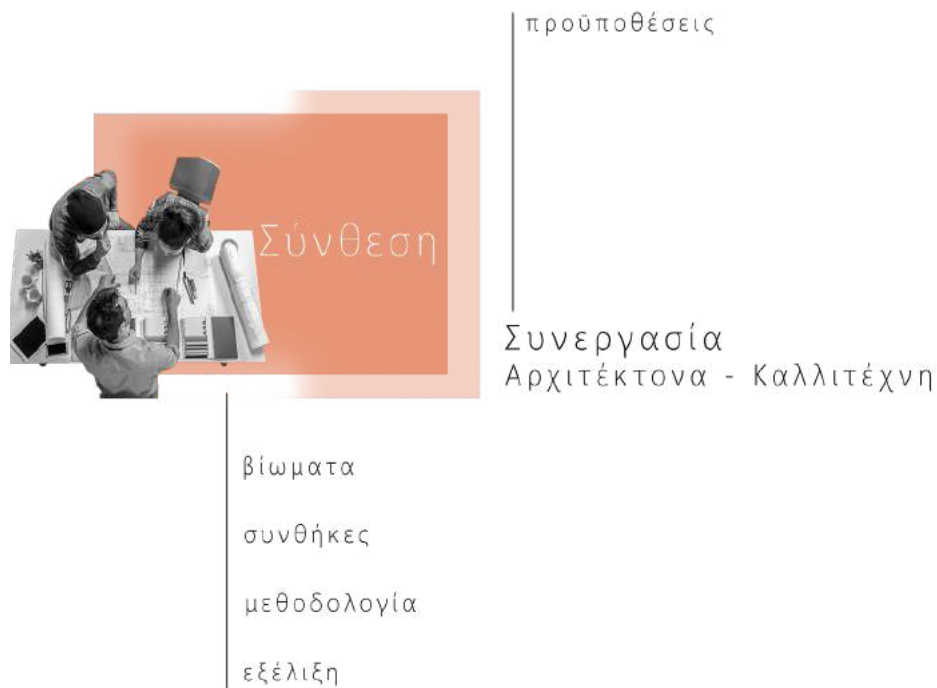 προϋποθέσεις
Σύνθεση
Συνεργασία
Αρχιτέκτονα - Καλλιτέχνη
βίωματα
συνθήκες
μεθοδολογία
εξέλιξη